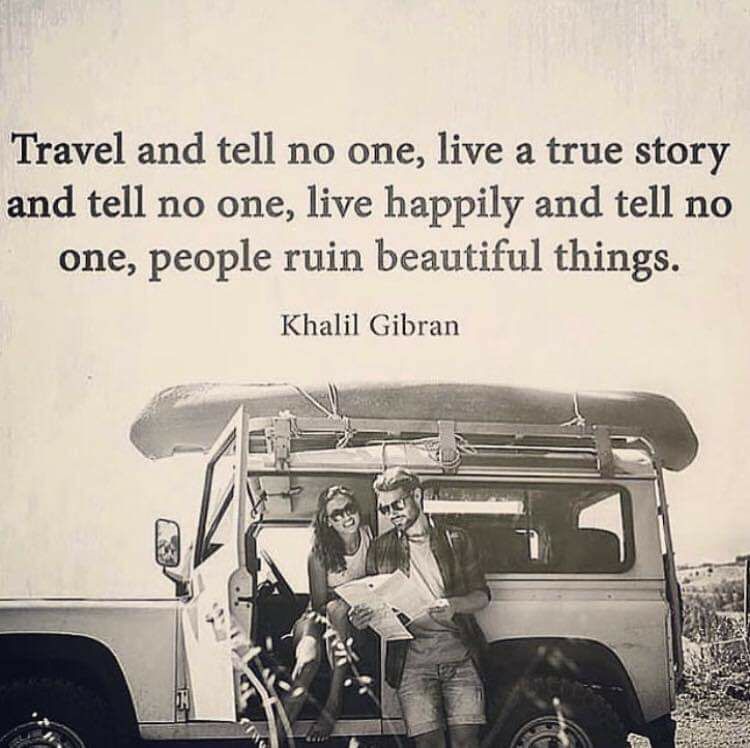 Travel and tell no one, live a true story
and tell no one, live happily and tell no
one, people ruin beautiful things.
Khalil Gibran